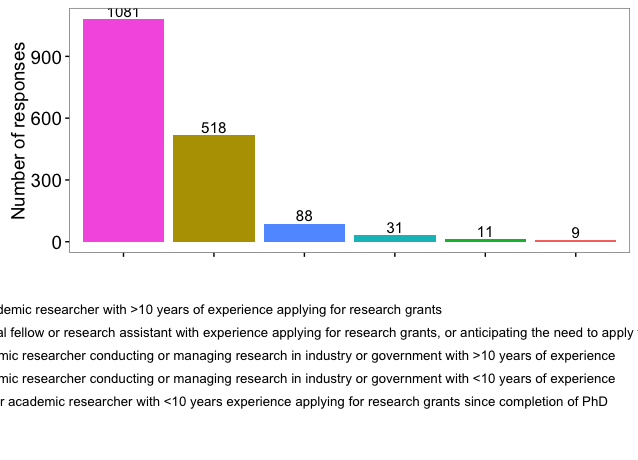 1081
900
518
600
300
88
31
11
9
0
Number of responses
demic researcher with >10 years of experience applying for research grants
al fellow or research assistant with experience applying for research grants, or anticipating the need to apply
mic researcher conducting or managing research in industry or government with >10 years of experience
mic researcher conducting or managing research in industry or government with <10 years of experience
r academic researcher with <10 years experience applying for research grants since completion of PhD